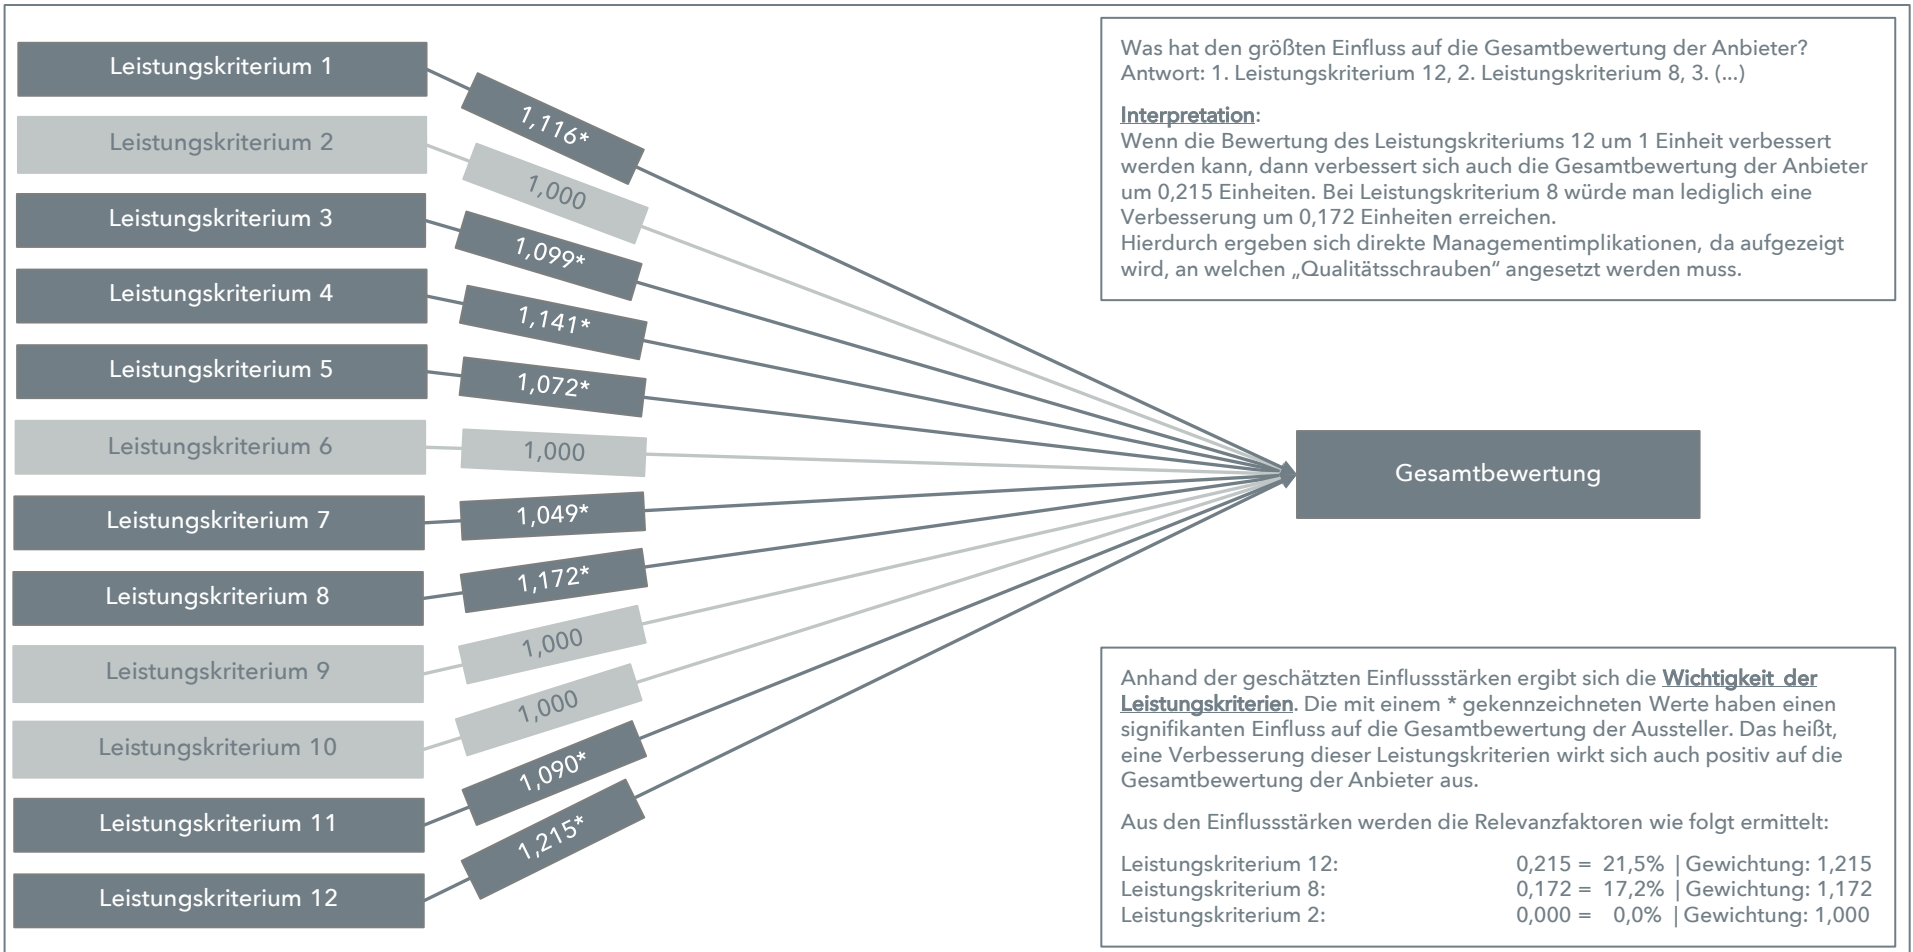 Leistungskriterium 1
1,116*
Leistungskriterium 2
1,000
Leistungskriterium 3
1,099*
Leistungskriterium 4
1,141*
Leistungskriterium 5
1,072*
Leistungskriterium 6
1,000
Leistungskriterium 7
1,049*
Leistungskriterium 8
1,172*
Leistungskriterium 9
1,000
Leistungskriterium 10
1,000
Leistungskriterium 11
1,090*
Leistungskriterium 12
1,215*
Was hat den größten Einfluss auf die Gesamtbewertung der Anbieter?
Antwort: 1. Leistungskriterium 12, 2. Leistungskriterium 8, 3. (...)
Interpretation:
Wenn die Bewertung des Leistungskriteriums 12 um 1 Einheit verbessert
werden kann, dann verbessert sich auch die Gesamtbewertung der Anbieter
um 0,215 Einheiten. Bei Leistungskriterium 8 würde man lediglich eine
Verbesserung um 0,172 Einheiten erreichen.
Hierdurch ergeben sich direkte Managementimplikationen, da aufgezeigt
wird, an welchen „Qualitätsschrauben“ angesetzt werden muss.
Gesamtbewertung
Anhand der geschätzten Einflussstärken ergibt sich die Wichtigkeit der
Leistungskriterien. Die mit einem * gekennzeichneten Werte haben einen
signifikanten Einfluss auf die Gesamtbewertung der Aussteller. Das heißt,
eine Verbesserung dieser Leistungskriterien wirkt sich auch positiv auf die
Gesamtbewertung der Anbieter aus.
Aus den Einflussstärken werden die Relevanzfaktoren wie folgt ermittelt:
Leistungskriterium 12: 0,215 = 21,5% | Gewichtung: 1,215
Leistungskriterium 8: 0,172 = 17,2% | Gewichtung: 1,172
Leistungskriterium 2: 0,000 = 0,0% | Gewichtung: 1,000